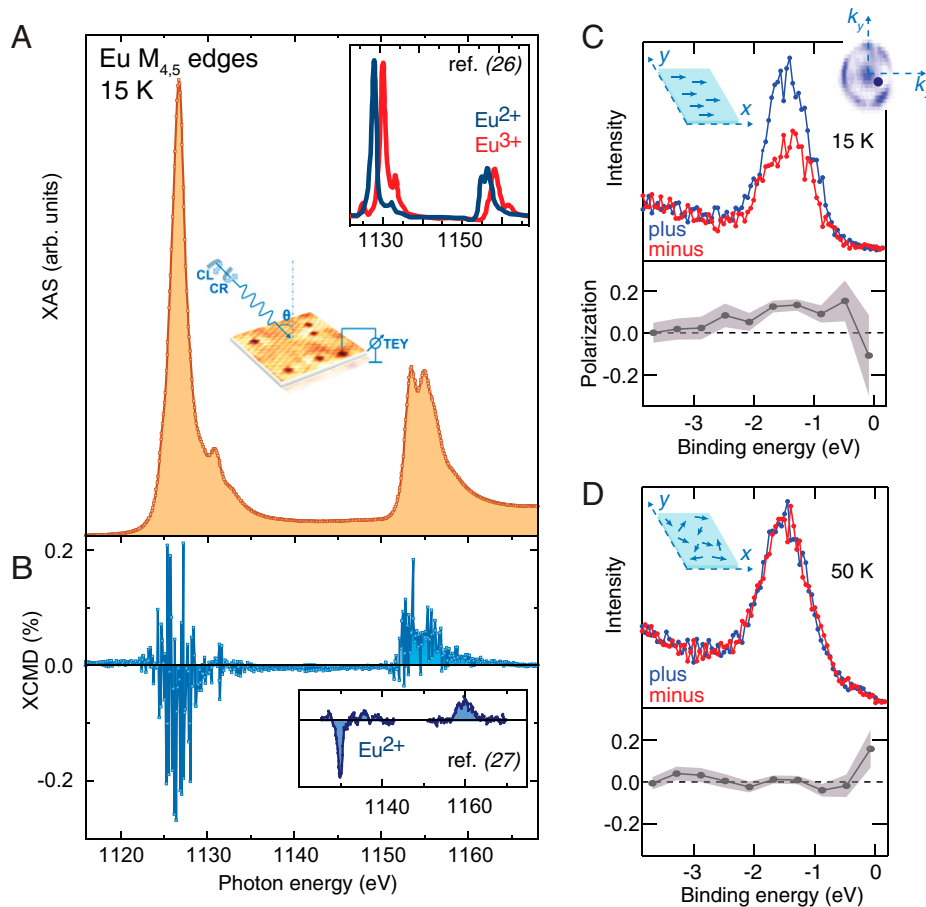 A
Eu M4,5 edges
15 K
ref. (26)
Eu2+
Eu3+
1130
1150
XAS (arb. units)
CL
CR
θ
TEY
B
0.2
0.0
-0.2
XCMD (%)
Eu2+
ref. (27)
1140
1160
1120
1130
1140
1150
1160
Photon energy (eV)
C
ky
k
y
x
15 K
Intensity
plus
minus
0.2
0.0
-0.2
Polarization
-3
-2
-1
0
Binding energy (eV)
D
y
x
50 K
Intensity
plus
minus
0.2
0.0
-0.2
-3
-2
-1
0
Binding energy (eV)